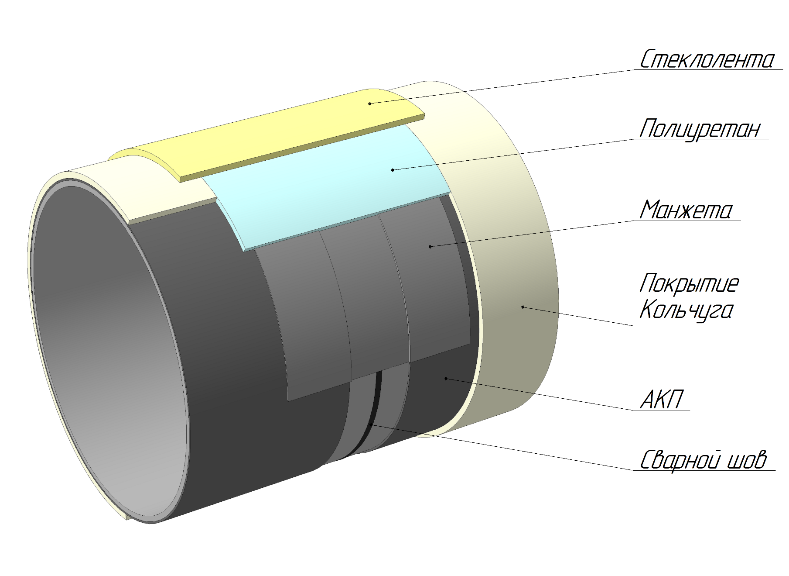 Стеклолента
Полиуретан
Манжета
Покрытие
Кольчуга
АКП
Сварной шов